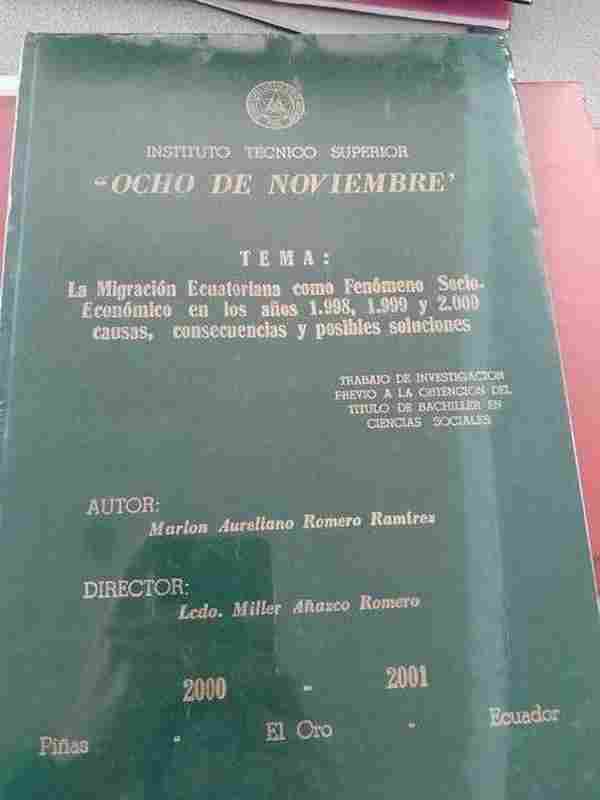 INSTITUTO TECNICO SUPERIOR
"OCHO DE NOVIEMBRE"
TEMA:
La Migración Ecuatoriana como Fenómeno Socio-
Económico en los años 1.998, 1.999 y 2.000
causas, consecuencias y posibles soluciones
TRABAJO DE INVESTIGACION
PREVIO A LA OBTENCION DEL
TITULO DE BACHILLER EN
CIENCIAS SOCIALES
AUTOR:
Marlon Aureliano Romero Ramírez
DIRECTOR:
Lcdo. Miller Añazco Romero
2000 - 2001
Piñas - El Oro - Ecuador